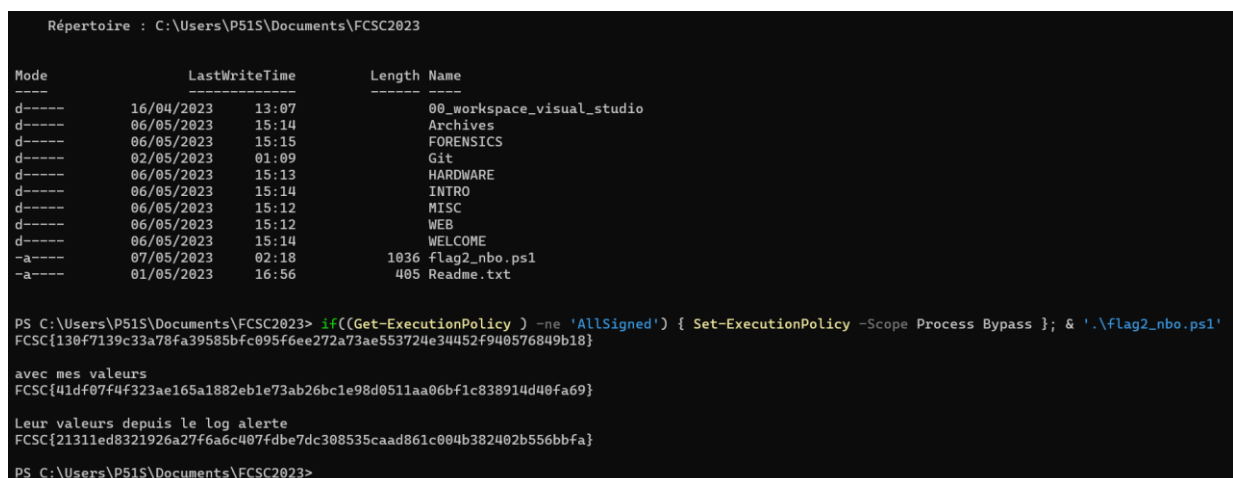 Répertoire : C:\Users\P51S\Documents\FCSC2023
Mode LastWriteTime Length Name
---- ------------- ------ ----
d----- 16/04/2023 13:07 00_workspace_visual_studio
d----- 06/05/2023 15:14 Archives
d----- 06/05/2023 15:15 FORENSICS
d----- 02/05/2023 01:09 Git
d----- 06/05/2023 15:13 HARDWARE
d----- 06/05/2023 15:14 INTRO
d----- 06/05/2023 15:12 MISC
d----- 06/05/2023 15:12 WEB
d----- 06/05/2023 15:14 WELCOME
-a---- 07/05/2023 02:18 1036 flag2_nbo.ps1
-a---- 01/05/2023 16:56 405 Readme.txt
PS C:\Users\P51S\Documents\FCSC2023> if((Get-ExecutionPolicy ) -ne 'AllSigned') { Set-ExecutionPolicy -Scope Process Bypass }; & '.\flag2_nbo.ps1'
FCSC{130f7139c33a78fa39585bfc095f6ee272a73ae553724e34452f940576849b18}
avec mes valeurs
FCSC{41df07f4f323ae165a1882eb1e73ab26bc1e98d0511aa06bf1c838914d40fa69}
Leur valeurs depuis le log alerte
FCSC{21311ed8321926a27f6a6c407fdbe7dc308535caad861c004b382402b556bbfa}
PS C:\Users\P51S\Documents\FCSC2023>